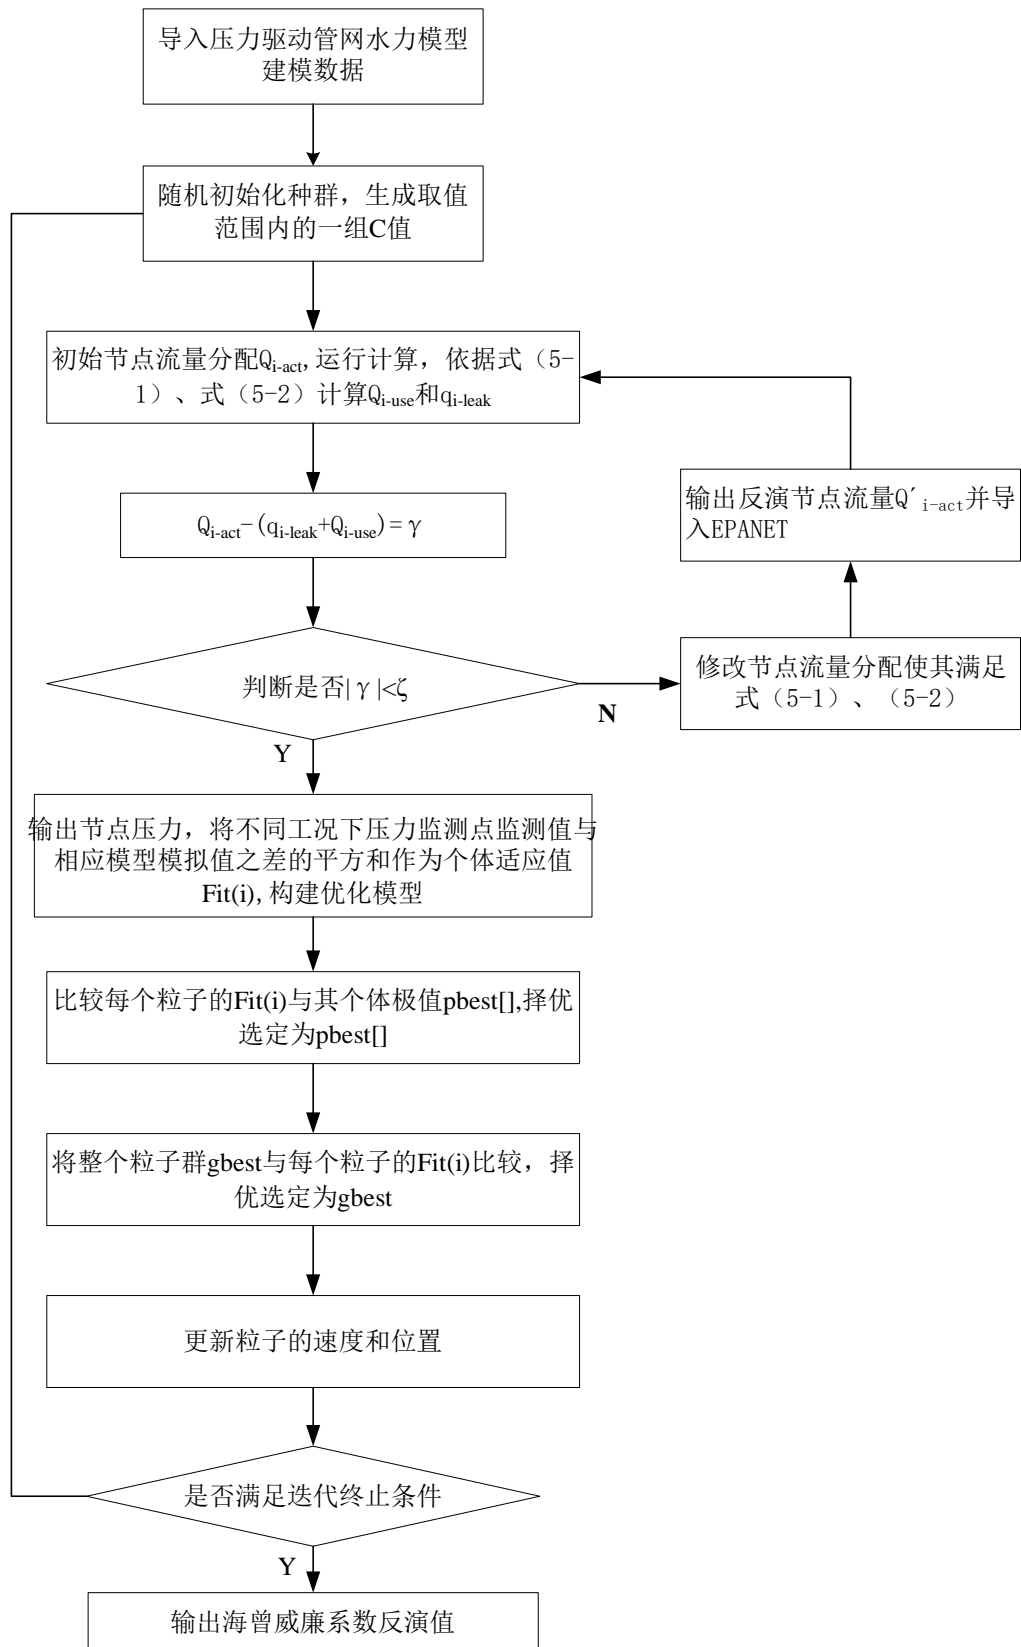 导入压力驱动管网水力模型
建模数据
随机初始化种群，生成取值
范围内的一组C值
初始节点流量分配Qi-act,运行计算，依据式（5-
1）、式（5-2）计算Qi-use和qi-leak
Qi-act-(qi-leak+Qi-use)=γ
判断是否|γ|<ζ
N
Y
修改节点流量分配使其满足
式（5-1）、（5-2）
输出反演节点流量Q′i-act并导
入EPANET
输出节点压力，将不同工况下压力监测点监测值与
相应模型模拟值之差的平方和作为个体适应值
Fit(i),构建优化模型
比较每个粒子的Fit(i)与其个体极值pbest[],择优
选定为pbest[]
将整个粒子群gbest与每个粒子的Fit(i)比较，择
优选定为gbest
更新粒子的速度和位置
是否满足迭代终止条件
Y
输出海曾威廉系数反演值